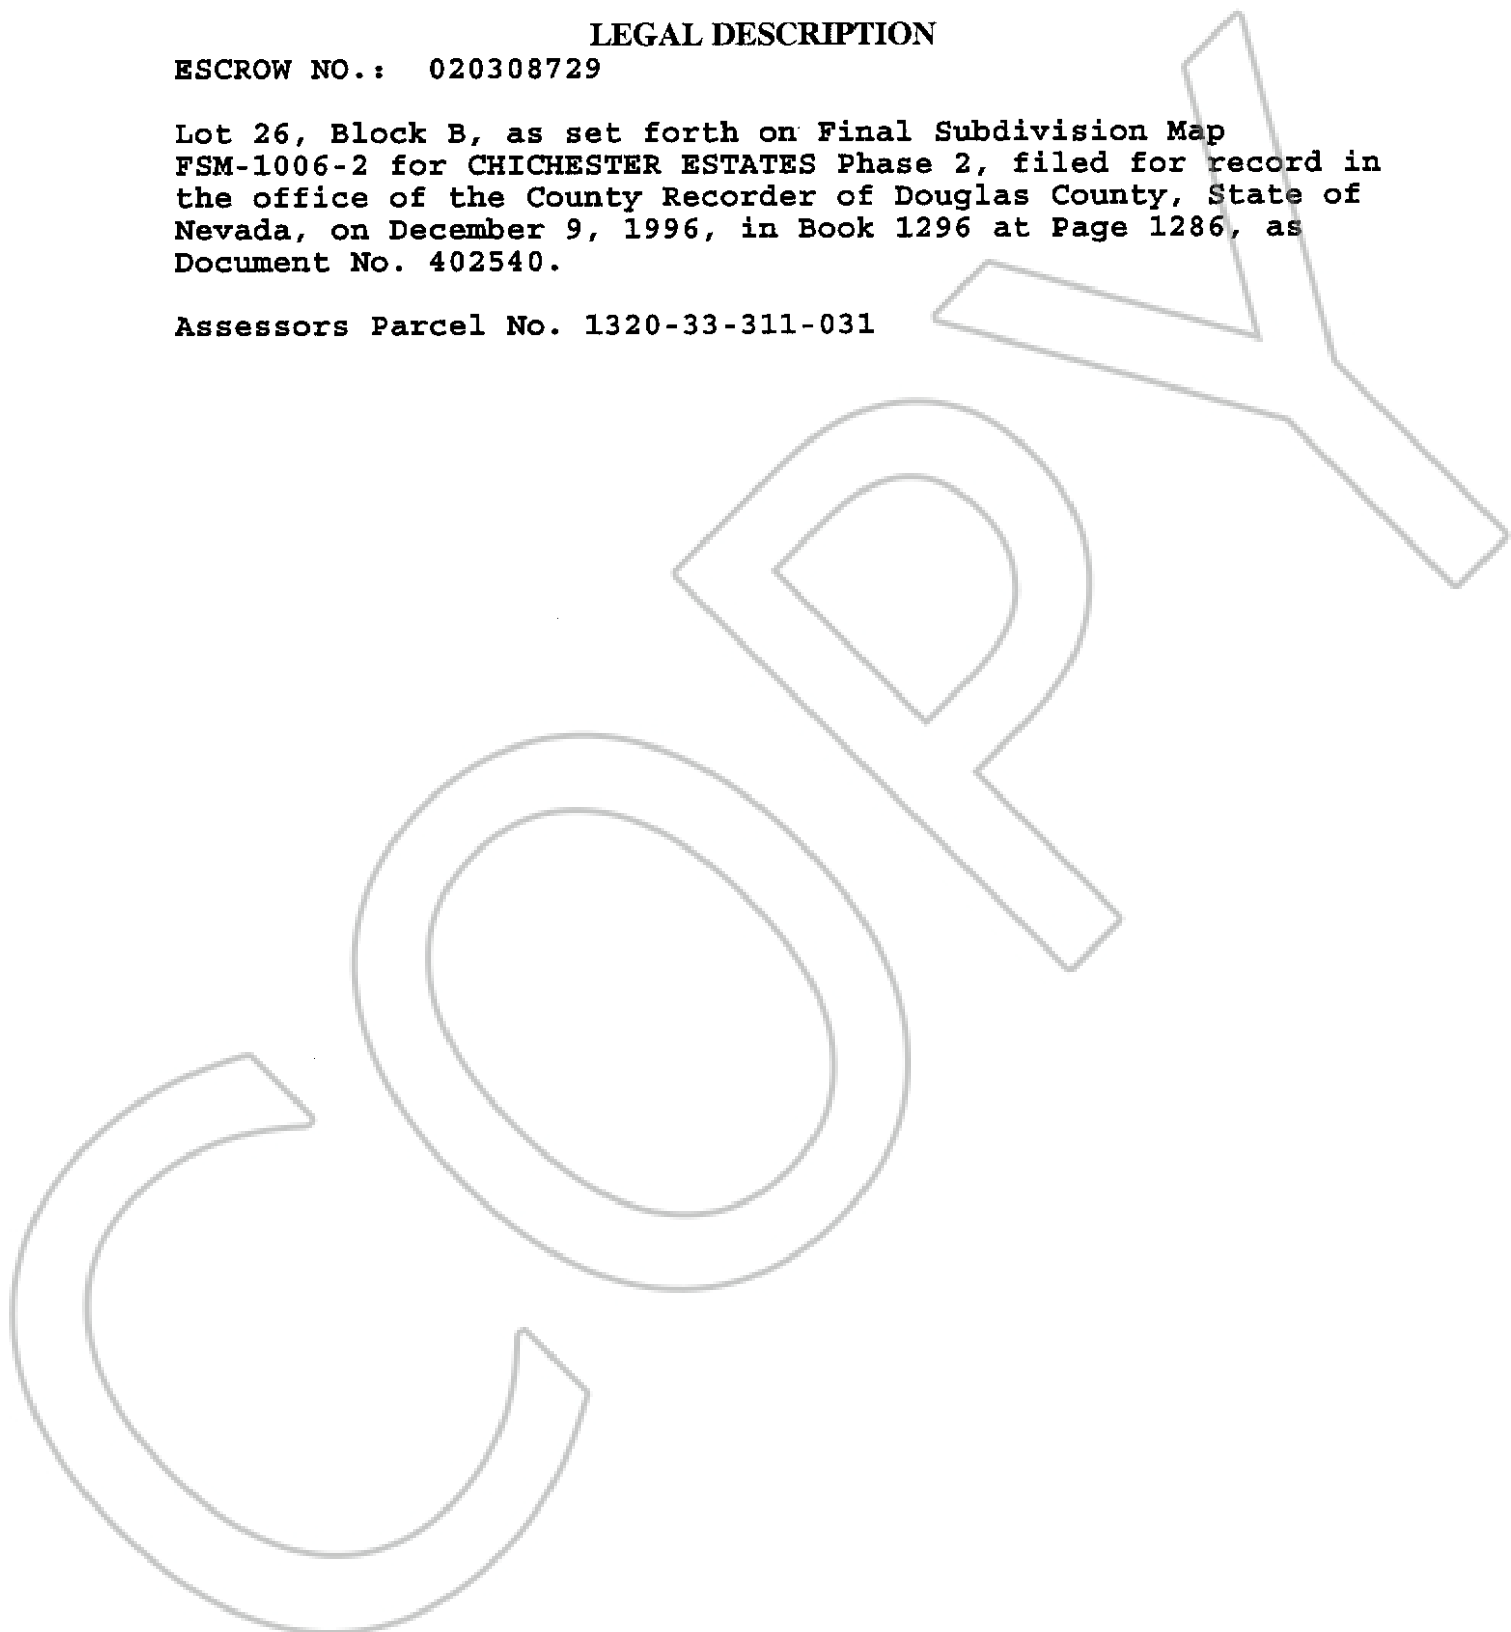 LEGAL DESCRIPTION
ESCROW NO.: 020308729
Lot 26, Block B, as set forth on Final Subdivision Map
FSM-1006-2 for CHICHESTER ESTATES Phase 2, filed for record in
the office of the County Recorder of Douglas County, State of
Nevada, on December 9, 1996, in Book 1296 at Page 1286, as
Document No. 402540.
Assessors Parcel No. 1320-33-311-031
COPY